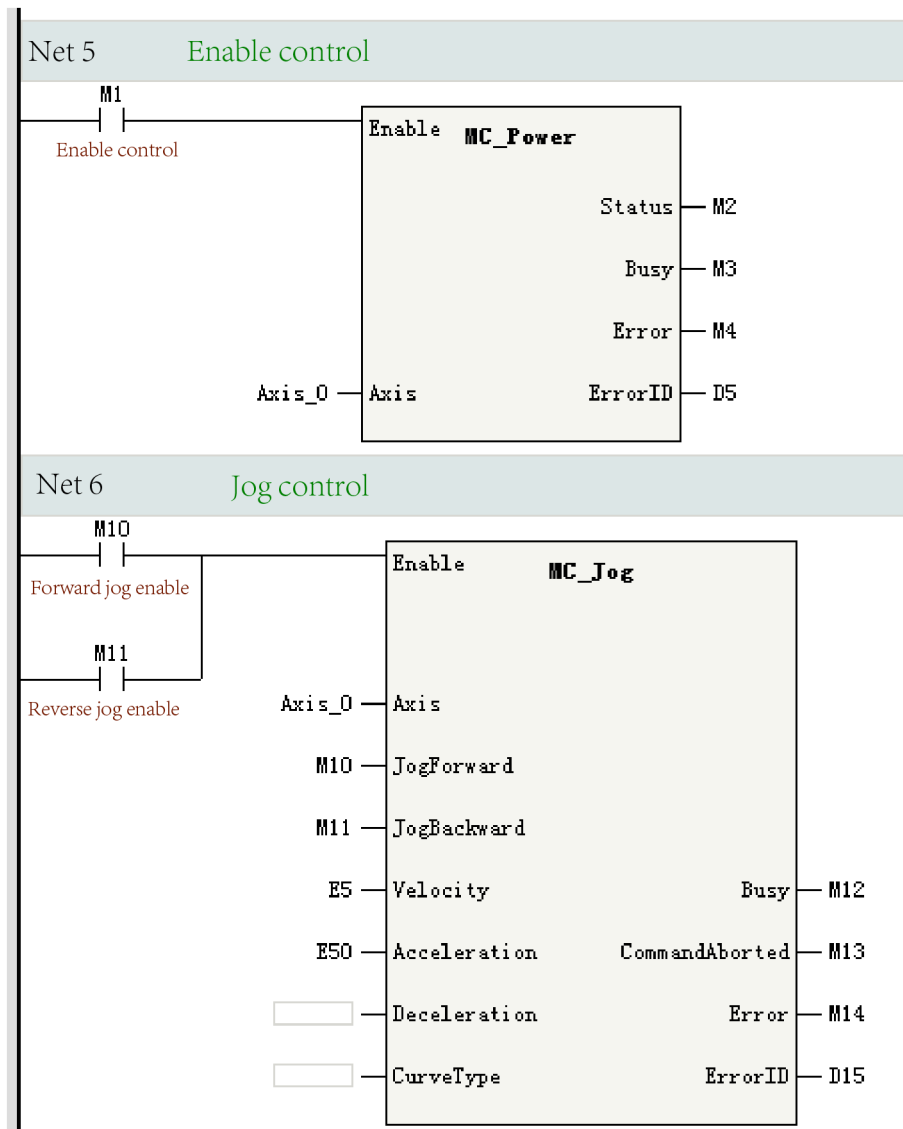 Net 5 Enable control
M1
Enable control
Enable MC_Power
Status M2
Busy M3
Error M4
Axis_0 Axis ErrorID D5
Net 6 Jog control
M10
Forward jog enable
Enable MC_Jog
M11
Reverse jog enable
Axis_0 Axis
M10 JogForward
M11 JogBackward
E5 Velocity Busy M12
E50 Acceleration CommandAborted M13
Deceleration Error M14
CurveType ErrorID D15